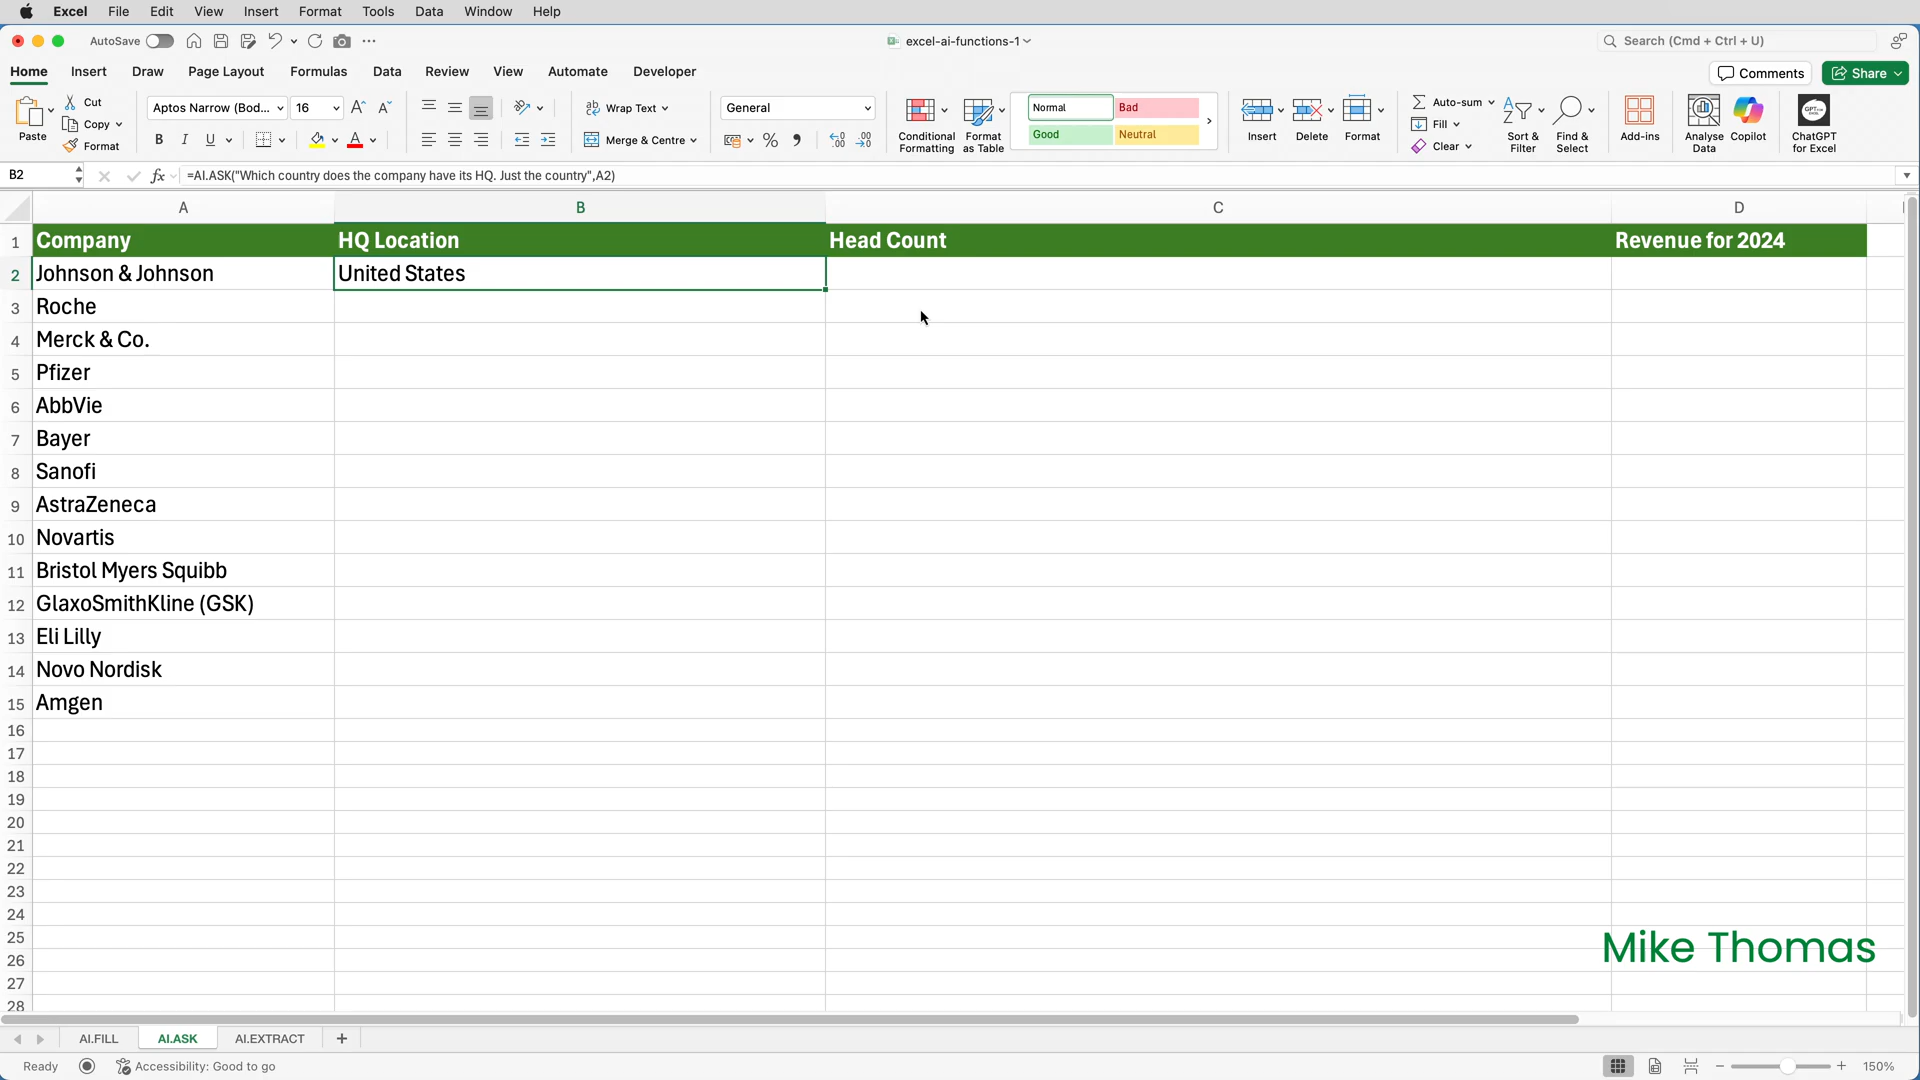 Excel File Edit View Insert Format Tools Data Window Help
AutoSave excel-ai-functions-1 Search (Cmd + Ctrl + U)
Home Insert Draw Page Layout Formulas Data Review View Automate Developer Comments Share
Paste Cut Copy Format
Aptos Narrow (Bod... 16
B I U A
Wrap Text
Merge & Centre
General
Conditional Formatting
Format as Table
Normal Bad
Good Neutral
Insert Delete Format
Auto-sum
Fill
Clear
Sort & Filter
Find & Select
Add-ins
Analyse Data
Copilot
ChatGPT for Excel
B2 fx =AI.ASK("Which country does the company have its HQ. Just the country",A2)
A B C D
1 Company HQ Location Head Count Revenue for 2024
2 Johnson & Johnson United States
3 Roche
4 Merck & Co.
5 Pfizer
6 AbbVie
7 Bayer
8 Sanofi
9 AstraZeneca
10 Novartis
11 Bristol Myers Squibb
12 GlaxoSmithKline (GSK)
13 Eli Lilly
14 Novo Nordisk
15 Amgen
16
17
18
19
20
21
22
23
24
25
26
27
28
Mike Thomas
AI.FILL AI.ASK AI.EXTRACT
Ready Accessibility: Good to go 150%